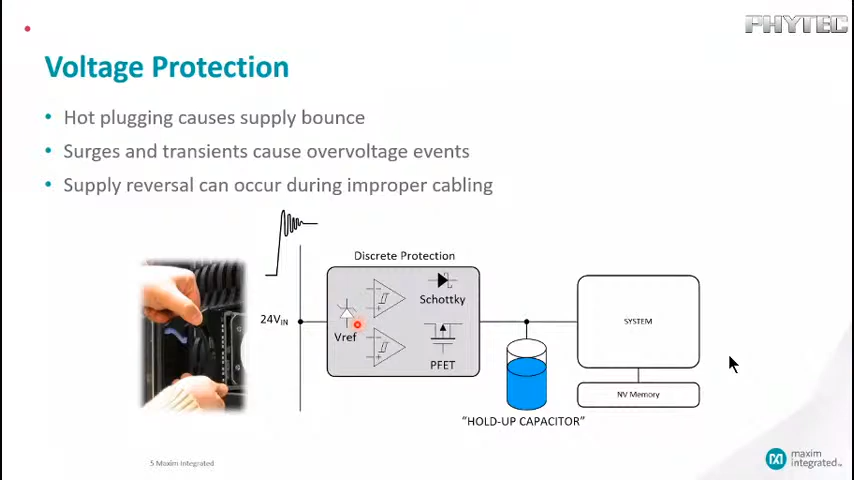 PHYTEC
Voltage Protection
• Hot plugging causes supply bounce
• Surges and transients cause overvoltage events
• Supply reversal can occur during improper cabling
Discrete Protection
Schottky
24VIN
SYSTEM
Vref
PFET
NV Memory
"HOLD-UP CAPACITOR"
5 Maxim Integrated
maxim
integrated™